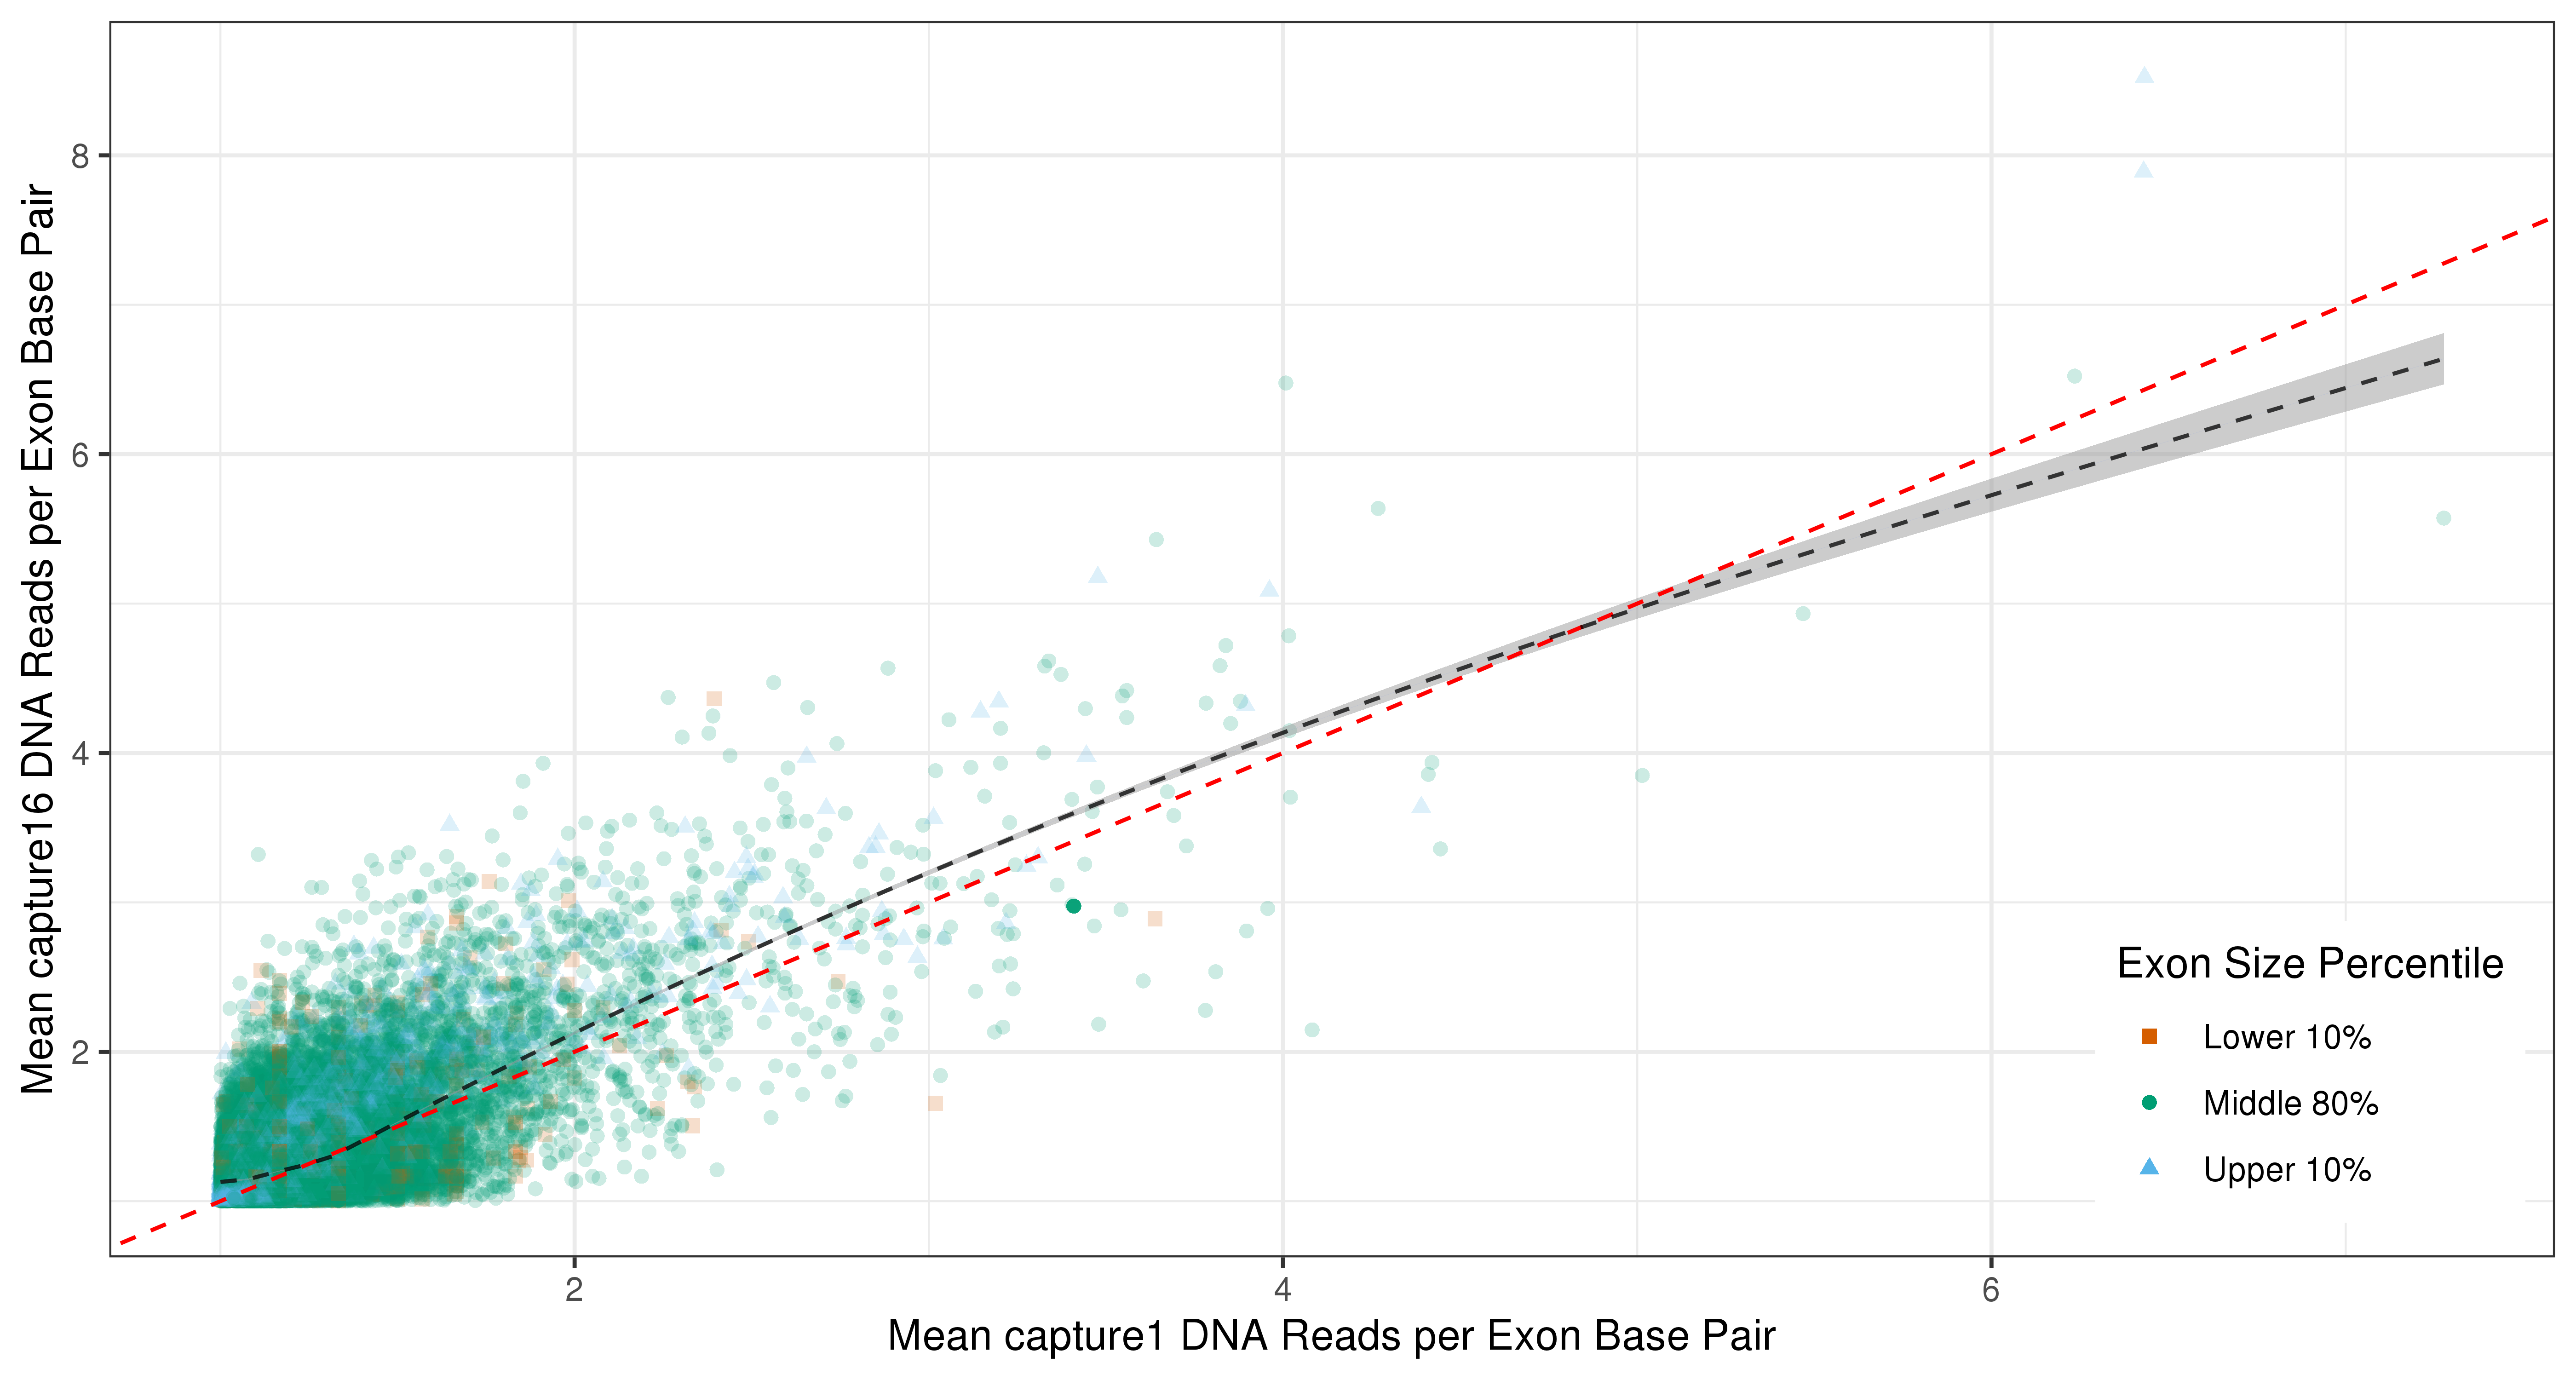 Mean capture16 DNA Reads per Exon Base Pair
8
6
4
2
2
4
6
Mean capture1 DNA Reads per Exon Base Pair
Exon Size Percentile
Lower 10%
Middle 80%
Upper 10%